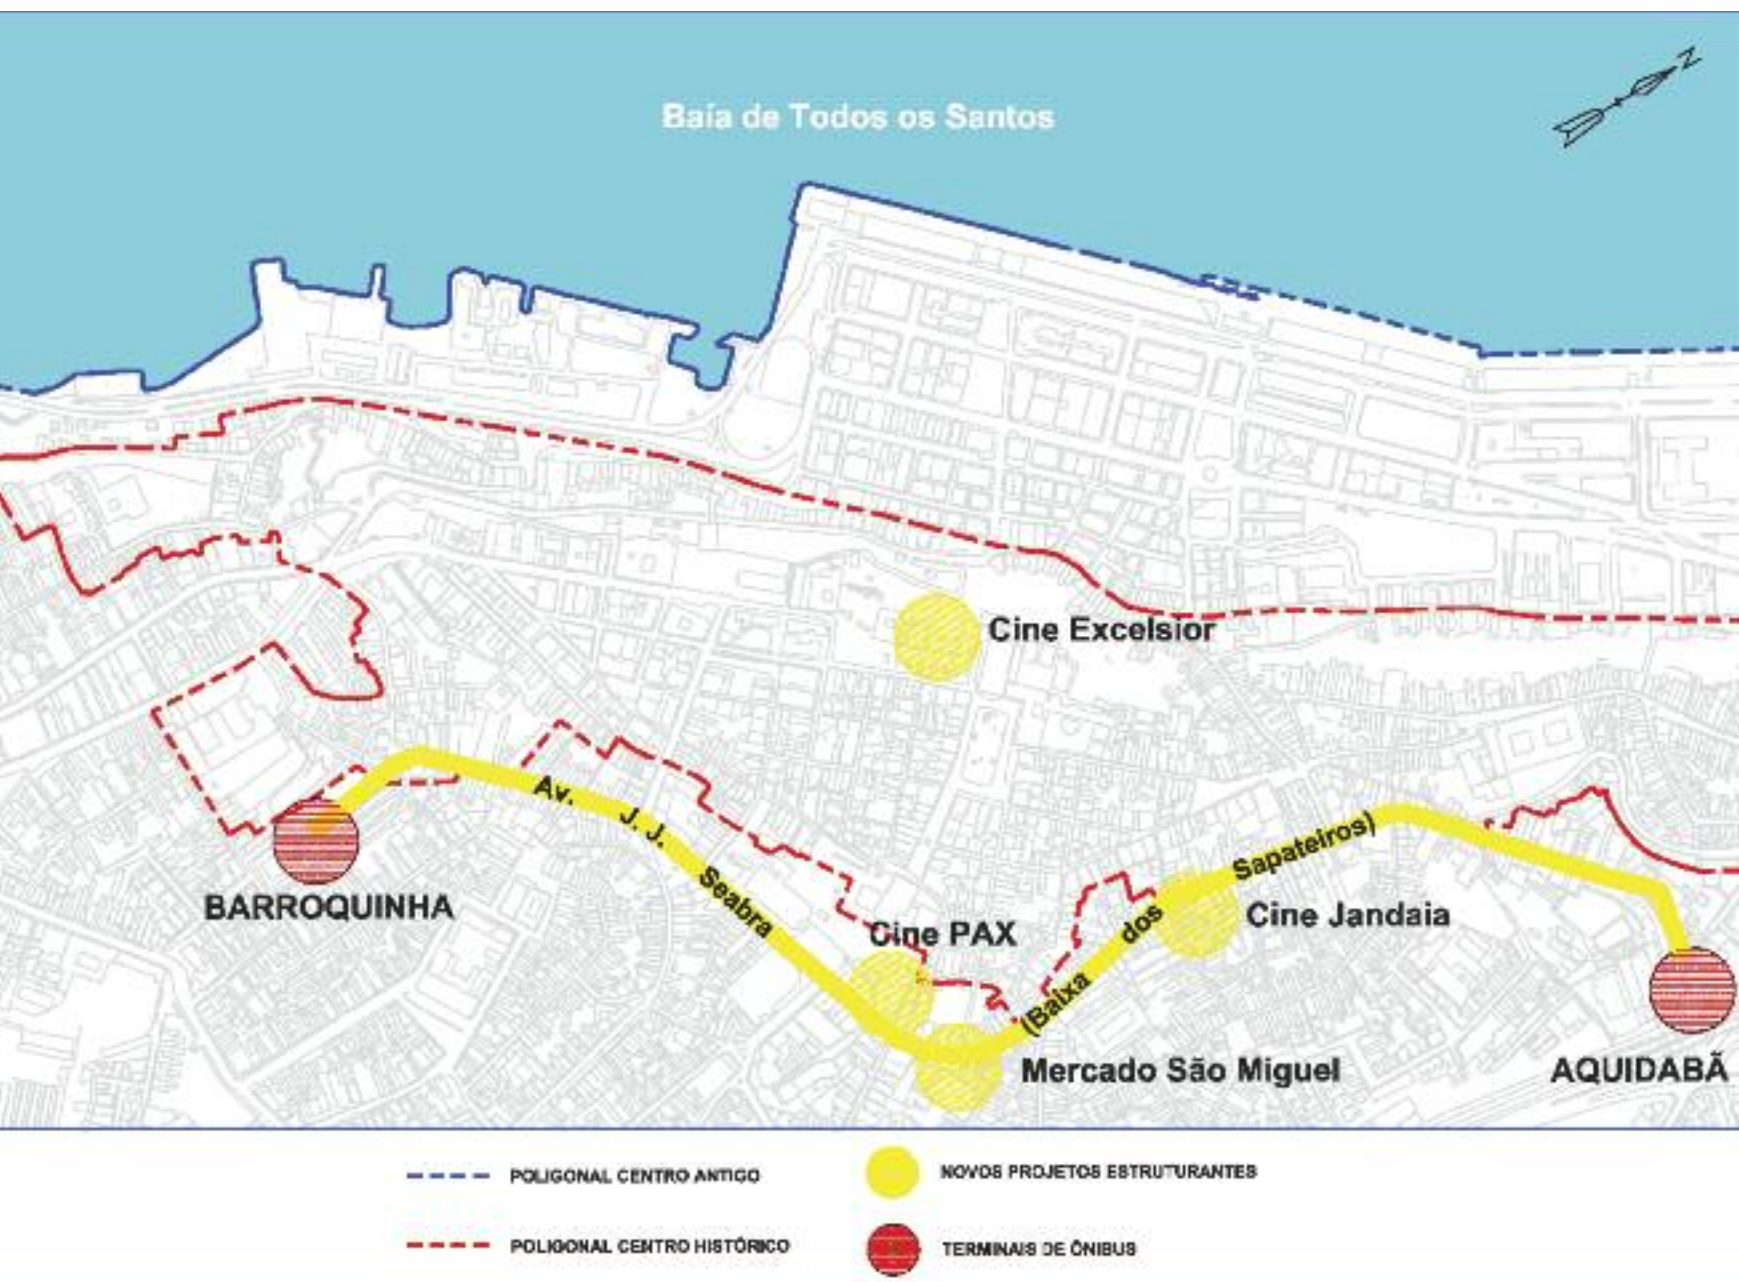 N
Baía de Todos os Santos
Cine Excelsior
Av. J. J. Seabra (Baixa dos Sapateiros)
BARROQUINHA
Cine PAX
Cine Jandaia
Mercado São Miguel
AQUIDABÃ
POLIGONAL CENTRO ANTIGO
NOVOS PROJETOS ESTRUTURANTES
POLIGONAL CENTRO HISTÓRICO
TERMINAIS DE ÔNIBUS